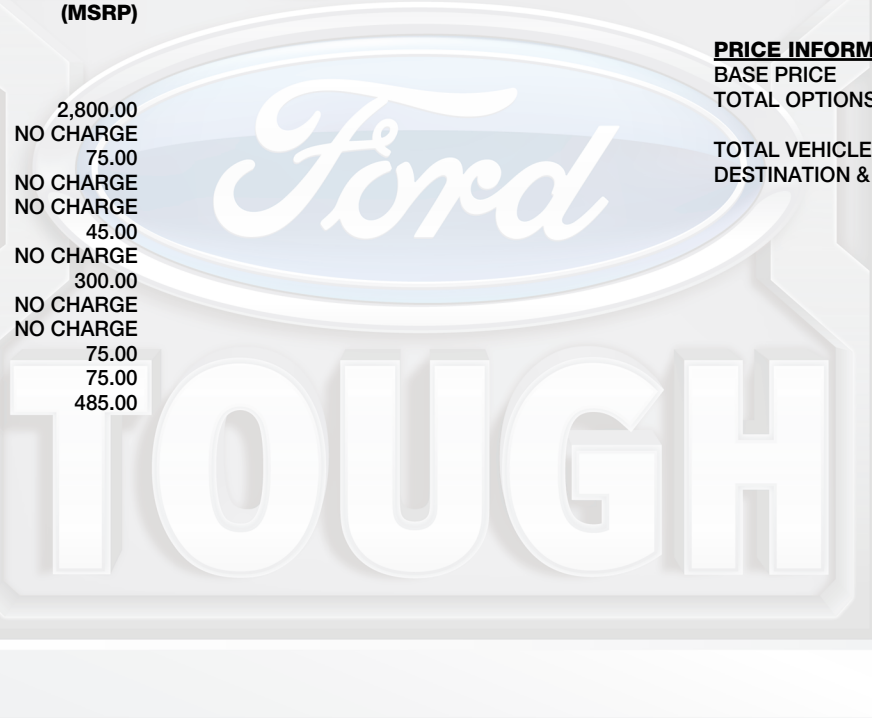 (MSRP)
2,800.00
NO CHARGE
75.00
NO CHARGE
NO CHARGE
45.00
NO CHARGE
300.00
NO CHARGE
NO CHARGE
75.00
75.00
485.00
PRICE INFORM
BASE PRICE
TOTAL OPTIONS
TOTAL VEHICLE
DESTINATION &
Ford
TOUGH